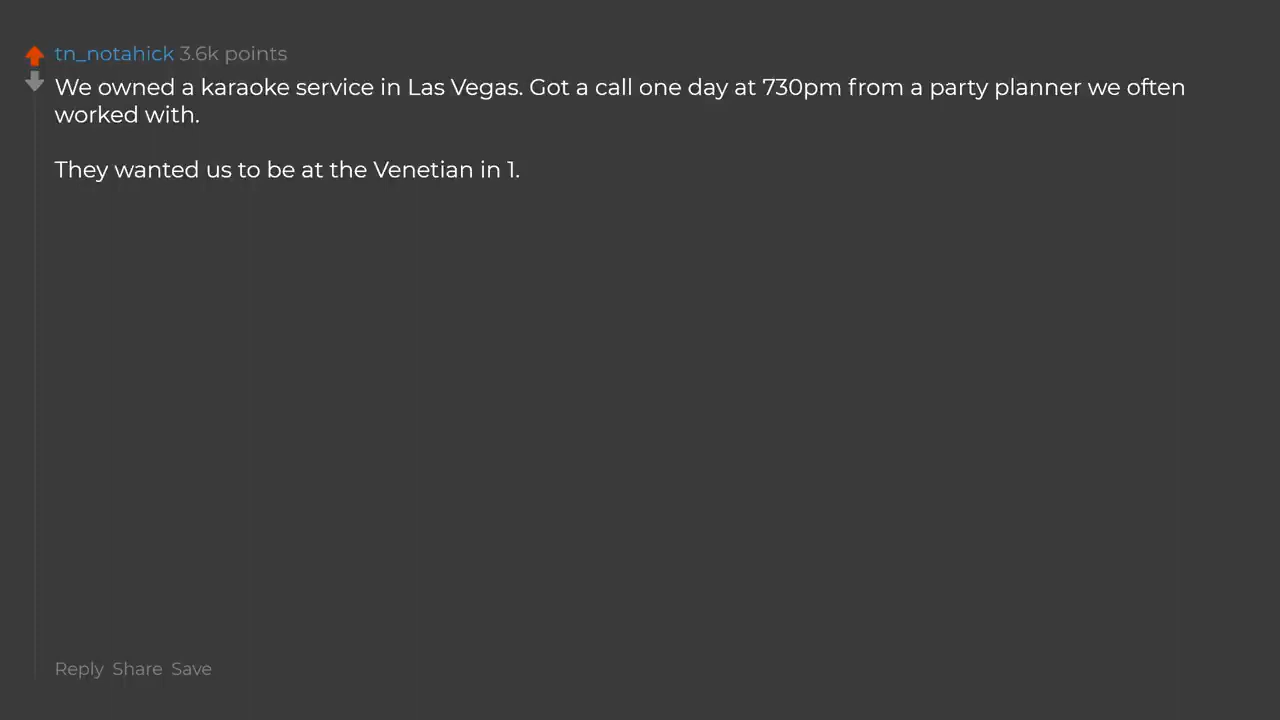 tn_notahick 3.6k points
We owned a karaoke service in Las Vegas. Got a call one day at 730pm from a party planner we often
worked with.
They wanted us to be at the Venetian in 1.
Reply Share Save